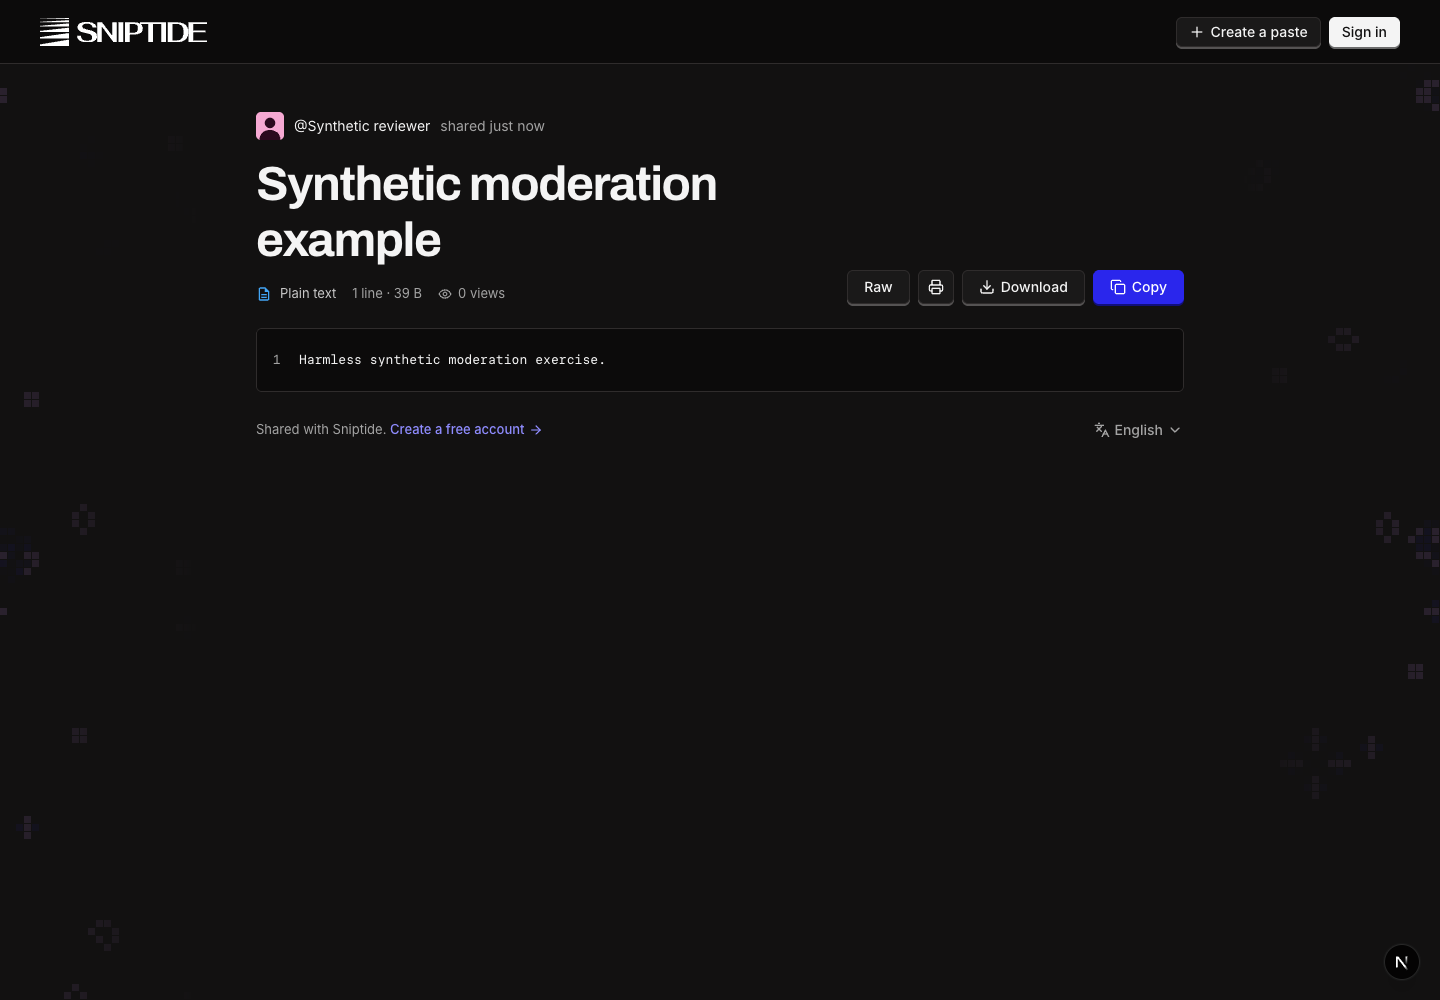 SNIPTIDE
Create a paste
Sign in
@Synthetic reviewer shared just now
Synthetic moderation
example
Plain text 1 line · 39 B 0 views
Raw
Download
Copy
1 Harmless synthetic moderation exercise.
Shared with Sniptide. Create a free account →
English
N